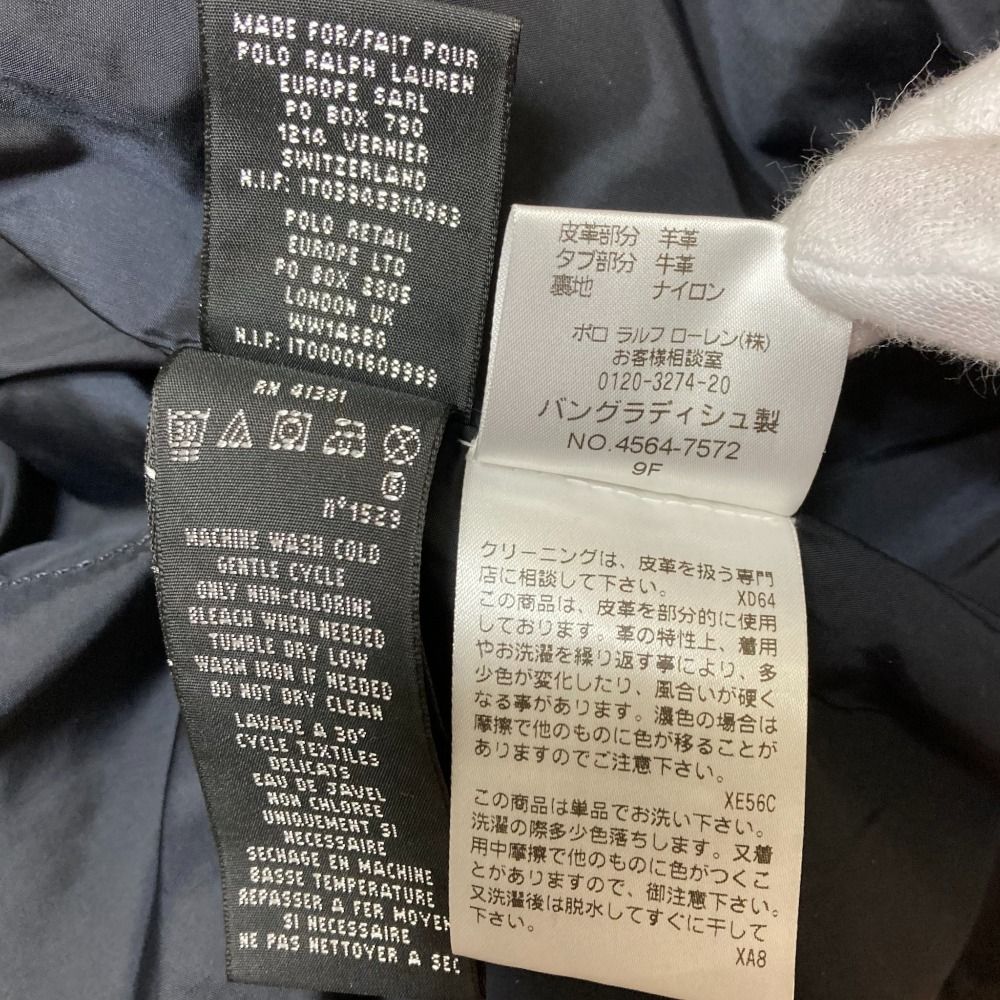 MADE FOR/FAIT POUR
POLO RALPH LAUREN
EUROPE SARL
PO BOX 790
1214 VERNIER
SWITZERLAND
POLO RETAIL
EUROPE LTD
PO BOX
LONDON UK
RN 41381
30
n°1529
MACHINE WASH COLD
GENTLE CYCLE
ONLY NON-CHLORINE
BLEACH WHEN NEEDED
TUMBLE DRY LOW
WARM IRON IF NEEDED
DO NOT DRY CLEAN
LAVAGE A 30°
CYCLE TEXTILES
DELICATS
EAU DE JAVEL
NON CHLOREE
UNIQUEMENT SI
NECESSAIRE
SECHAGE EN MACHINE
BASSE TEMPERATURE
REPASSER A FER MOYEN
SI NECESSAIRE
NE PAS NETTOYER A SEC
皮革部分 羊革
タブ部分 牛革
裏地 ナイロン
ポロ ラルフ ローレン(株)
お客様相談室
0120-3274-20
バングラディシュ製
NO.4564-7572
9F
クリーニングは、皮革を扱う専門
店に相談して下さい。 XD64
この商品は、皮革を部分的に使用
しております。革の特性上、着用
やお洗濯を繰り返す事により、多
少色が変化したり、風合いが硬く
なる事があります。濃色の場合は
摩擦で他のものに色が移ることが
ありますのでご注意下さい。
XE56C
この商品は単品でお洗い下さい。
洗濯の際多少色落ちします。又着
用中摩擦で他のものに色がつくこ
とがありますので、御注意下さい。
又洗濯後は脱水してすぐに干して
下さい。 XA8